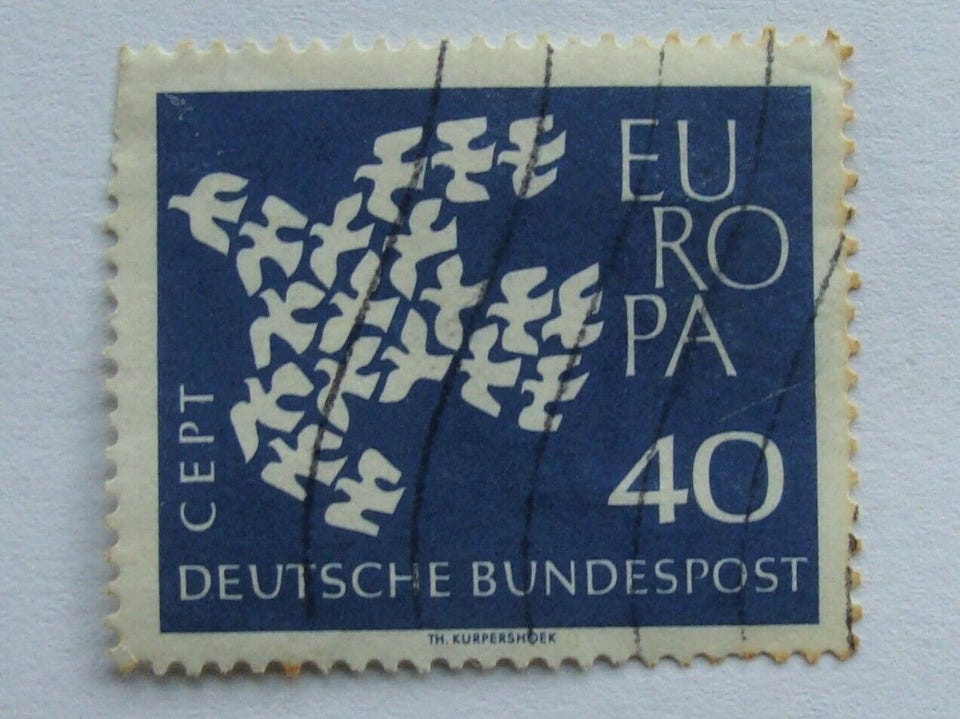 EU
RO
PA
40
CEPT
DEUTSCHE BUNDESPOST
TH. KURPERSHOEK